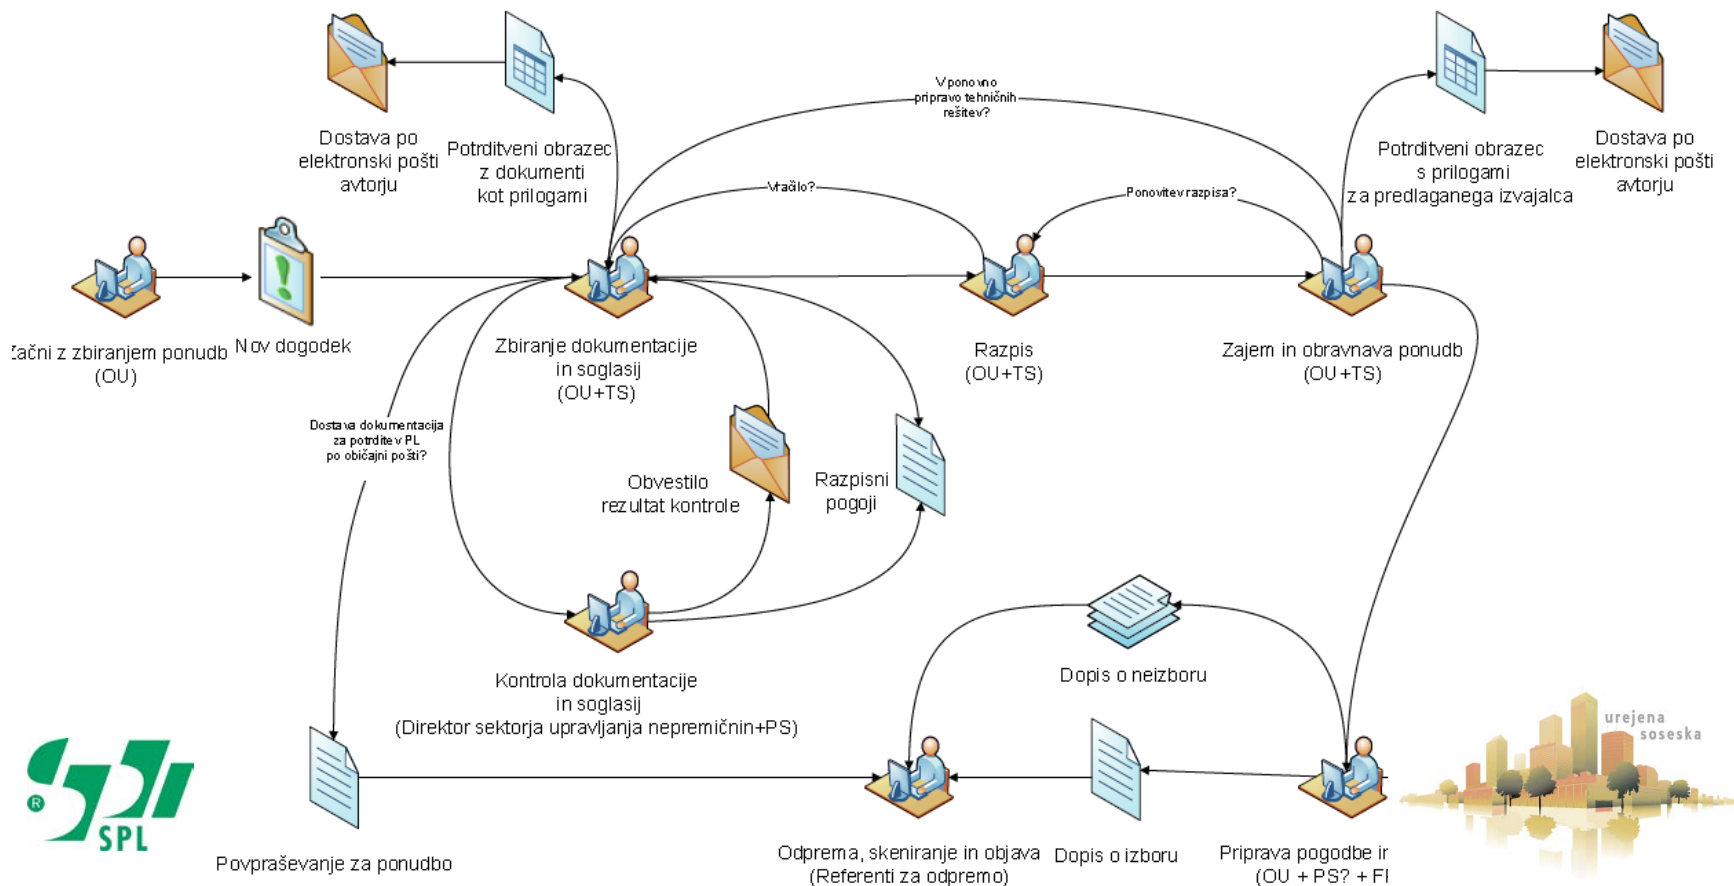 Dostava po
elektronski pošti
avtorju
Potrditveni obrazec
z dokumenti
kot prilogami
V ponovno
pripravo tehničnih
rešitev?
Potrditveni obrazec
s prilogami
za predlaganega izvajalca
Dostava po
elektronski pošti
avtorju
Vračilo?
Ponovitev razpisa?
Začni z zbiranjem ponudb
(OU)
Nov dogodek
Zbiranje dokumentacije
in soglasij
(OU+TS)
Razpis
(OU+TS)
Zajem in obravnava ponudb
(OU+TS)
Dostava dokumentacija
za potrditev PL
po običajni pošti?
Obvestilo
rezultat kontrole
Razpisni
pogoji
Kontrola dokumentacije
in soglasij
(Direktor sektorja upravljanja nepremičnin+PS)
Dopis o neizboru
urejena
soseska
®
SPL
Povpraševanje za ponudbo
Odprema, skeniranje in objava
(Referenti za odpremo)
Dopis o izboru
Priprava pogodbe in
(OU + PS? +